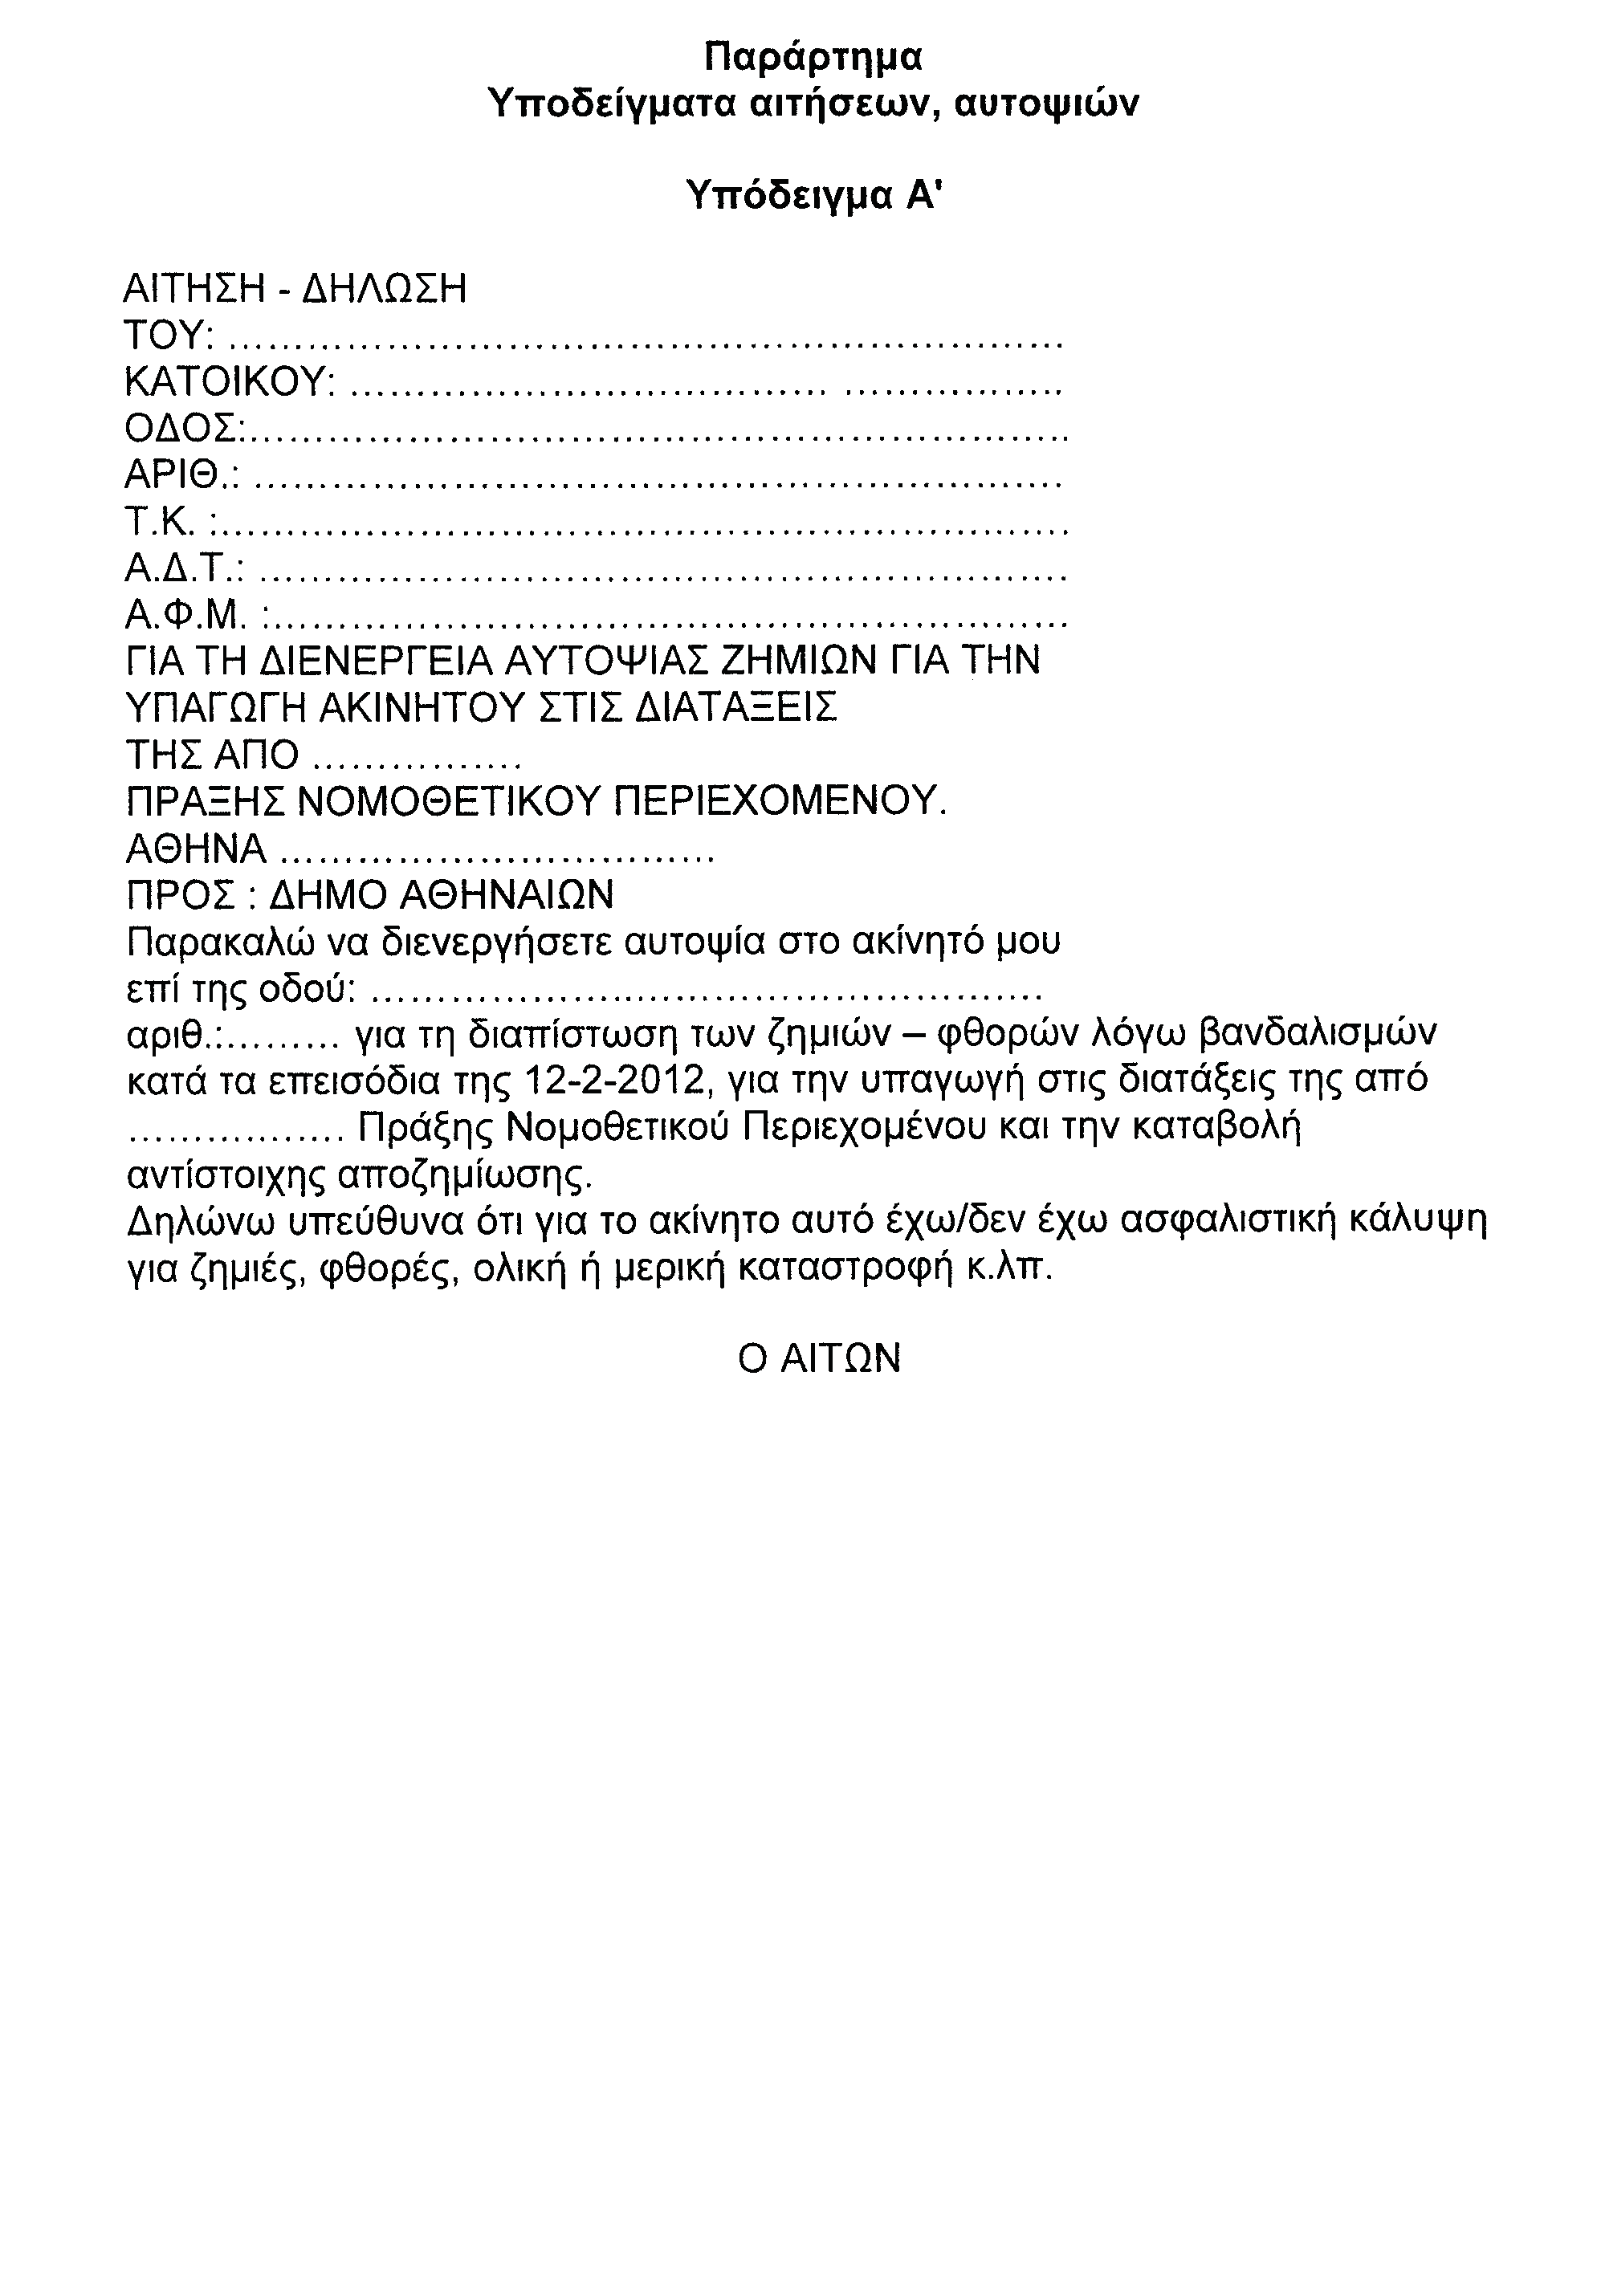 Παράρτημα
Υποδείγματα αιτήσεων, αυτοψιών
Υπόδειγμα Α'
ΑΙΤΗΣΗ - ΔΗΛΩΣΗ
ΤΟΥ: ................................................................
ΚΑΤΟΙΚΟΥ: ..................................... .................
ΟΔΟΣ:...............................................................
ΑΡΙΘ.: ..............................................................
Τ.Κ. :.................................................................
Α.Δ.Τ.: ..............................................................
Α.Φ.Μ. :.............................................................
ΓΙΑ ΤΗ ΔΙΕΝΕΡΓΕΙΑ ΑΥΤΟΨΙΑΣ ΖΗΜΙΩΝ ΓΙΑ ΤΗΝ
ΥΠΑΓΩΓΗ ΑΚΙΝΗΤΟΥ ΣΤΙΣ ΔΙΑΤΑΞΕΙΣ
ΤΗΣ ΑΠΟ ................
ΠΡΑΞΗΣ ΝΟΜΟΘΕΤΙΚΟΥ ΠΕΡΙΕΧΟΜΕΝΟΥ.
ΑΘΗΝΑ .................................
ΠΡΟΣ : ΔΗΜΟ ΑΘΗΝΑΙΩΝ
Παρακαλώ να διενεργήσετε αυτοψία στο ακίνητό μου
επί της οδού: ...................................................
αριθ.:......... για τη διαπίστωση των ζημιών – φθορών λόγω βανδαλισμών
κατά τα επεισόδια της 12-2-2012, για την υπαγωγή στις διατάξεις της από
................. Πράξης Νομοθετικού Περιεχομένου και την καταβολή
αντίστοιχης αποζημίωσης.
Δηλώνω υπεύθυνα ότι για το ακίνητο αυτό έχω/δεν έχω ασφαλιστική κάλυψη
για ζημιές, φθορές, ολική ή μερική καταστροφή κ.λπ.
Ο ΑΙΤΩΝ